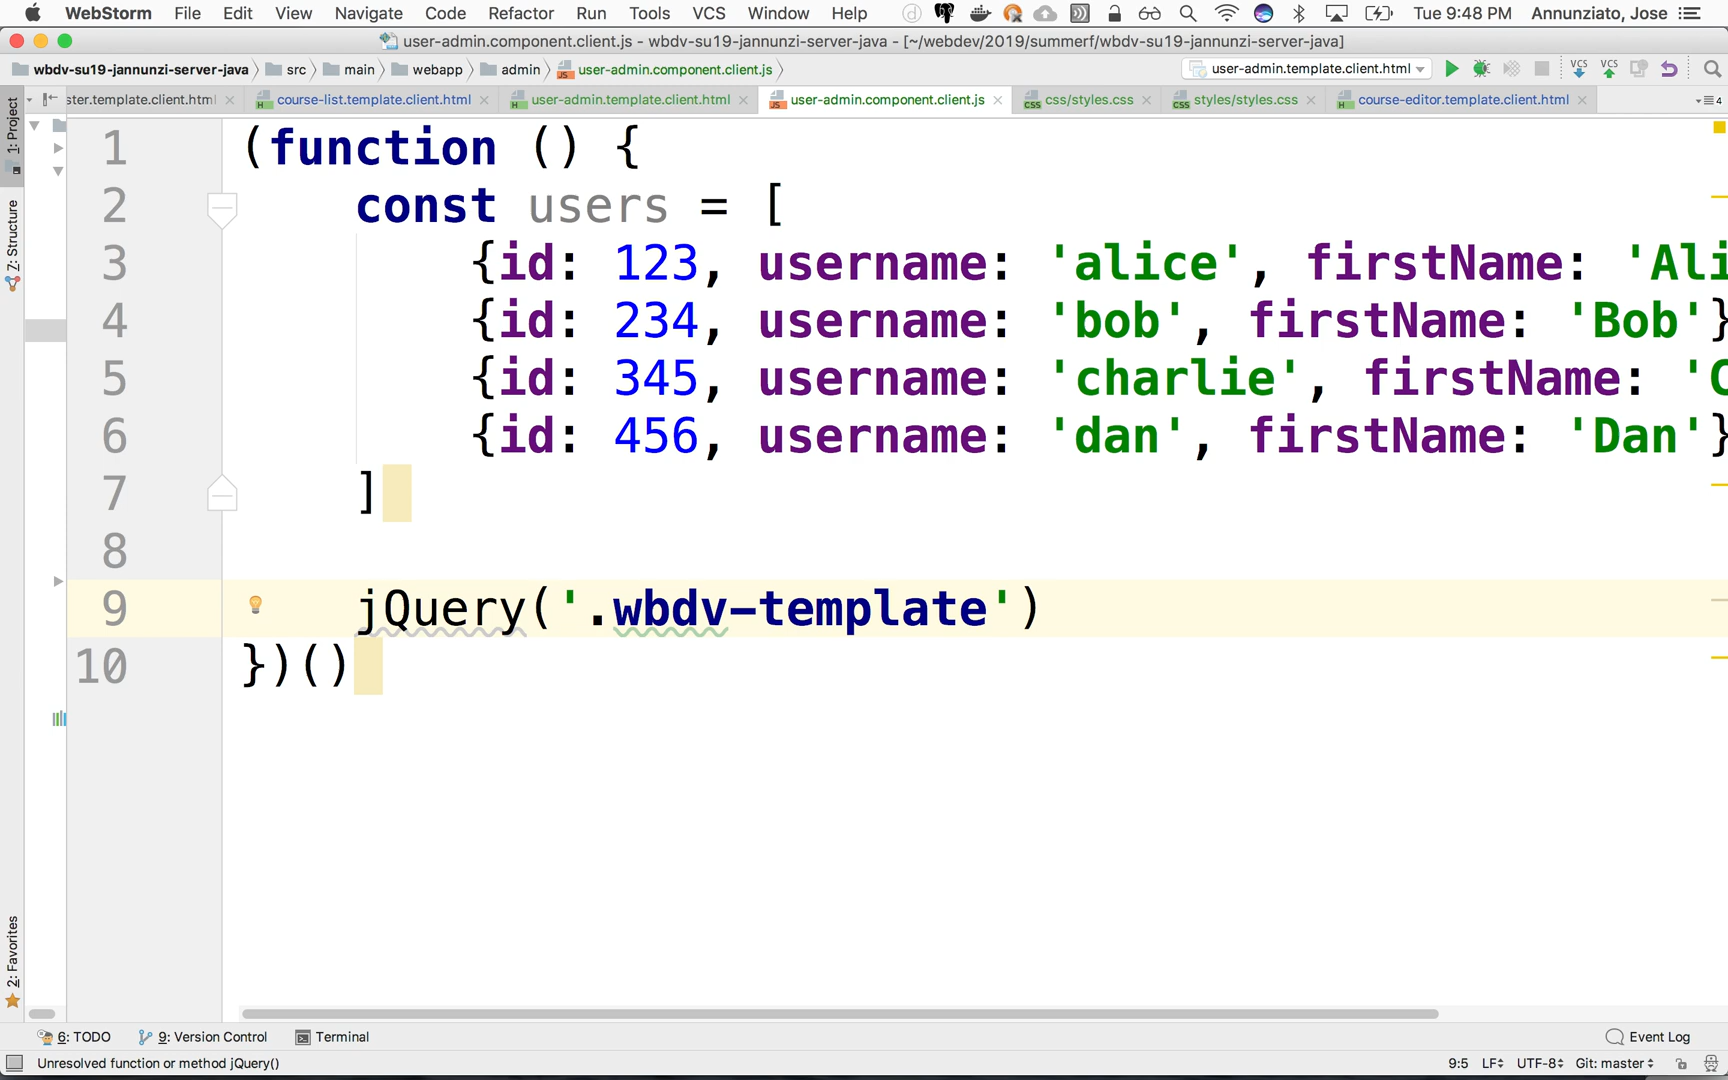 WebStorm File Edit View Navigate Code Refactor Run Tools VCS Window Help Tue 9:48 PM Annunziato, Jose
user-admin.component.client.js - wbdv-su19-jannunzi-server-java - [~/webdev/2019/summerf/wbdv-su19-jannunzi-server-java]
wbdv-su19-jannunzi-server-java src main webapp admin user-admin.component.client.js user-admin.template.client.html VCS VCS
ster.template.client.html course-list.template.client.html user-admin.template.client.html user-admin.component.client.js css/styles.css styles/styles.css course-editor.template.client.html 4
1: Project
7: Structure
2: Favorites
1 (function () {
2 const users = [
3 {id: 123, username: 'alice', firstName: 'Ali
4 {id: 234, username: 'bob', firstName: 'Bob'}
5 {id: 345, username: 'charlie', firstName: 'C
6 {id: 456, username: 'dan', firstName: 'Dan'}
7 ]
8
9 jQuery('.wbdv-template')
10 })()
6: TODO 9: Version Control Terminal Event Log
Unresolved function or method jQuery() 9:5 LF UTF-8 Git: master